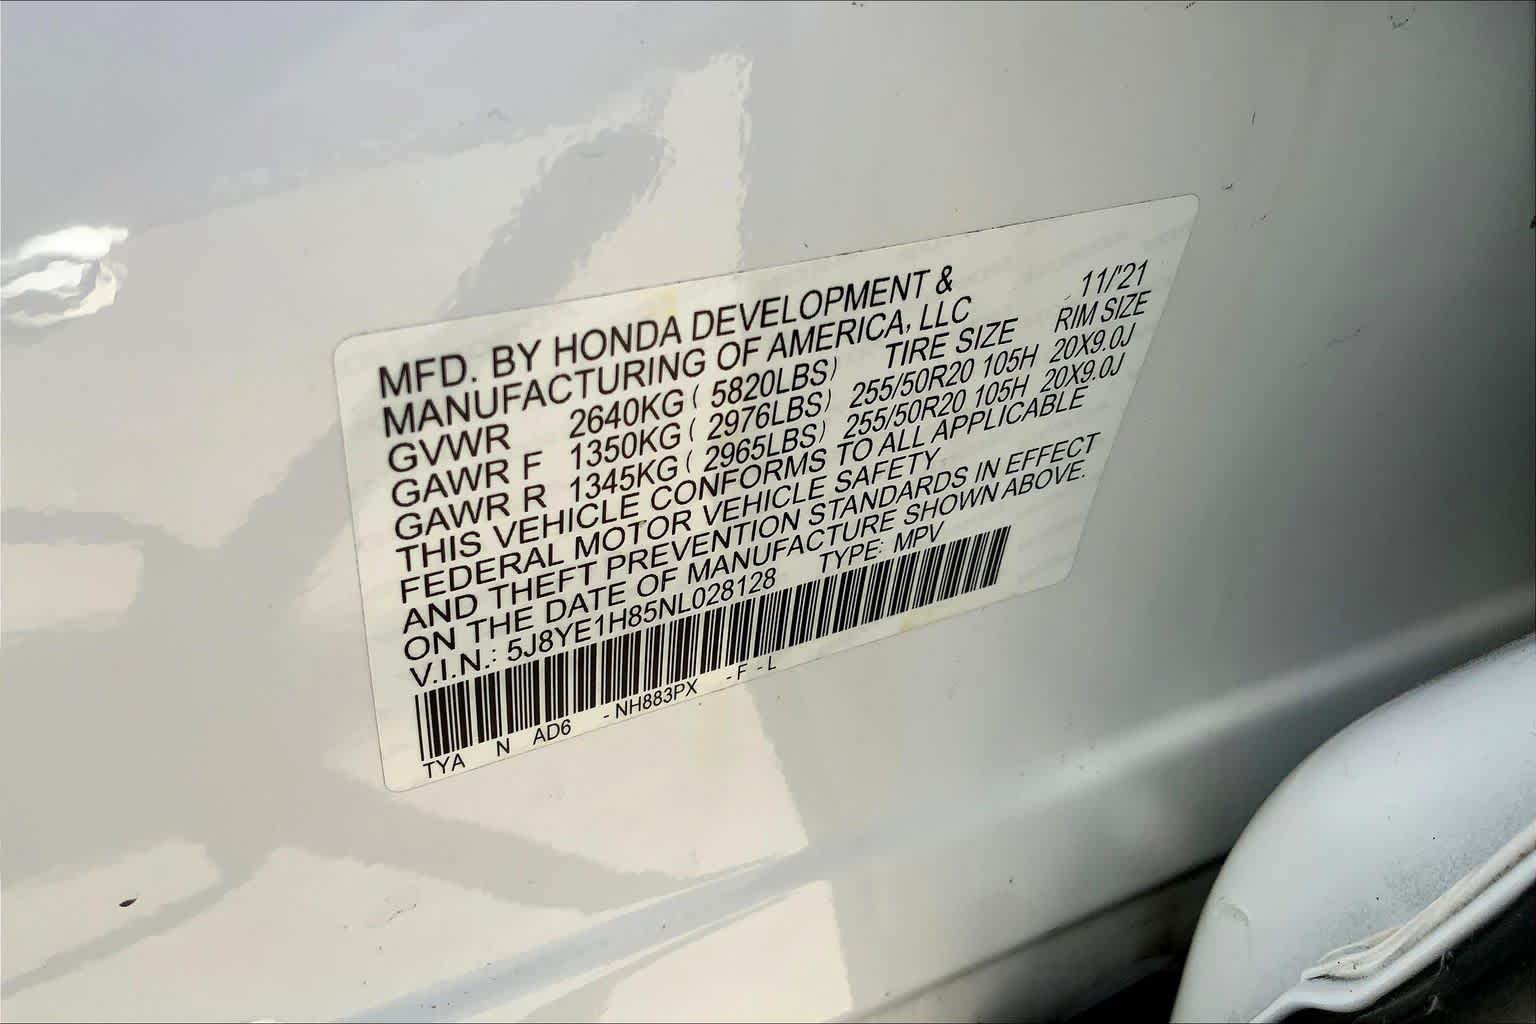 MFD. BY HONDA DEVELOPMENT & 11/'21
MANUFACTURING OF AMERICA, LLC
TIRE SIZE RIM SIZE
GVWR 2640KG ( 5820LBS)
GAWR F 1350KG ( 2976LBS) 255/50R20 105H 20X9.0J
GAWR R 1345KG ( 2965LBS) 255/50R20 105H 20X9.0J
THIS VEHICLE CONFORMS TO ALL APPLICABLE
FEDERAL MOTOR VEHICLE SAFETY
AND THEFT PREVENTION STANDARDS IN EFFECT
ON THE DATE OF MANUFACTURE SHOWN ABOVE.
V.I.N.: 5J8YE1H85NL028128 TYPE: MPV
TYA N AD6 -NH883PX -F -L